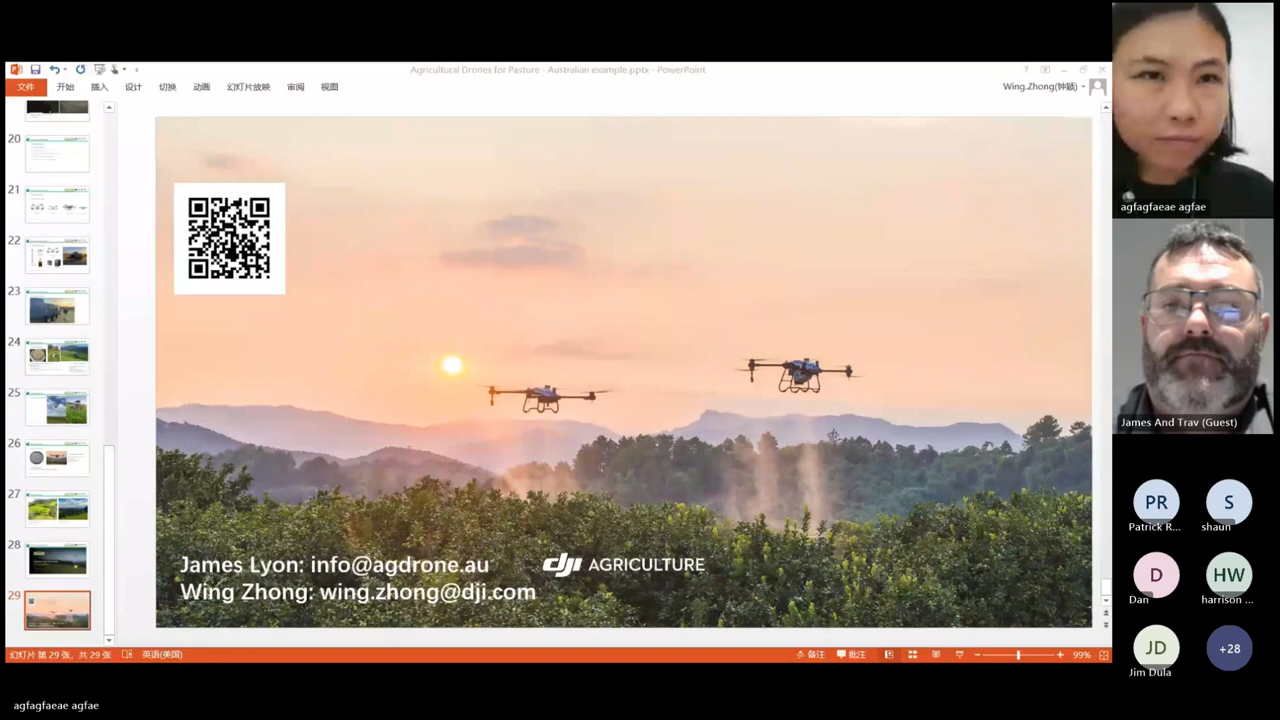 Agricultural Drones for Pasture - Australian example.pptx - PowerPoint
文件 开始 插入 设计 切换 动画 幻灯片放映 审阅 视图
Wing.Zhong(钟颖)
20
21
22
23
24
25
26
27
28
29
James Lyon: info@agdrone.au
Wing Zhong: wing.zhong@dji.com
dji AGRICULTURE
幻灯片 第 29 张，共 29 张 英语(美国)
备注 批注 99%
agfagfaeae agfae
James And Trav (Guest)
PR
Patrick R...
S
shaun
D
Dan
HW
harrison ...
JD
Jim Dula
+28
agfagfaeae agfae